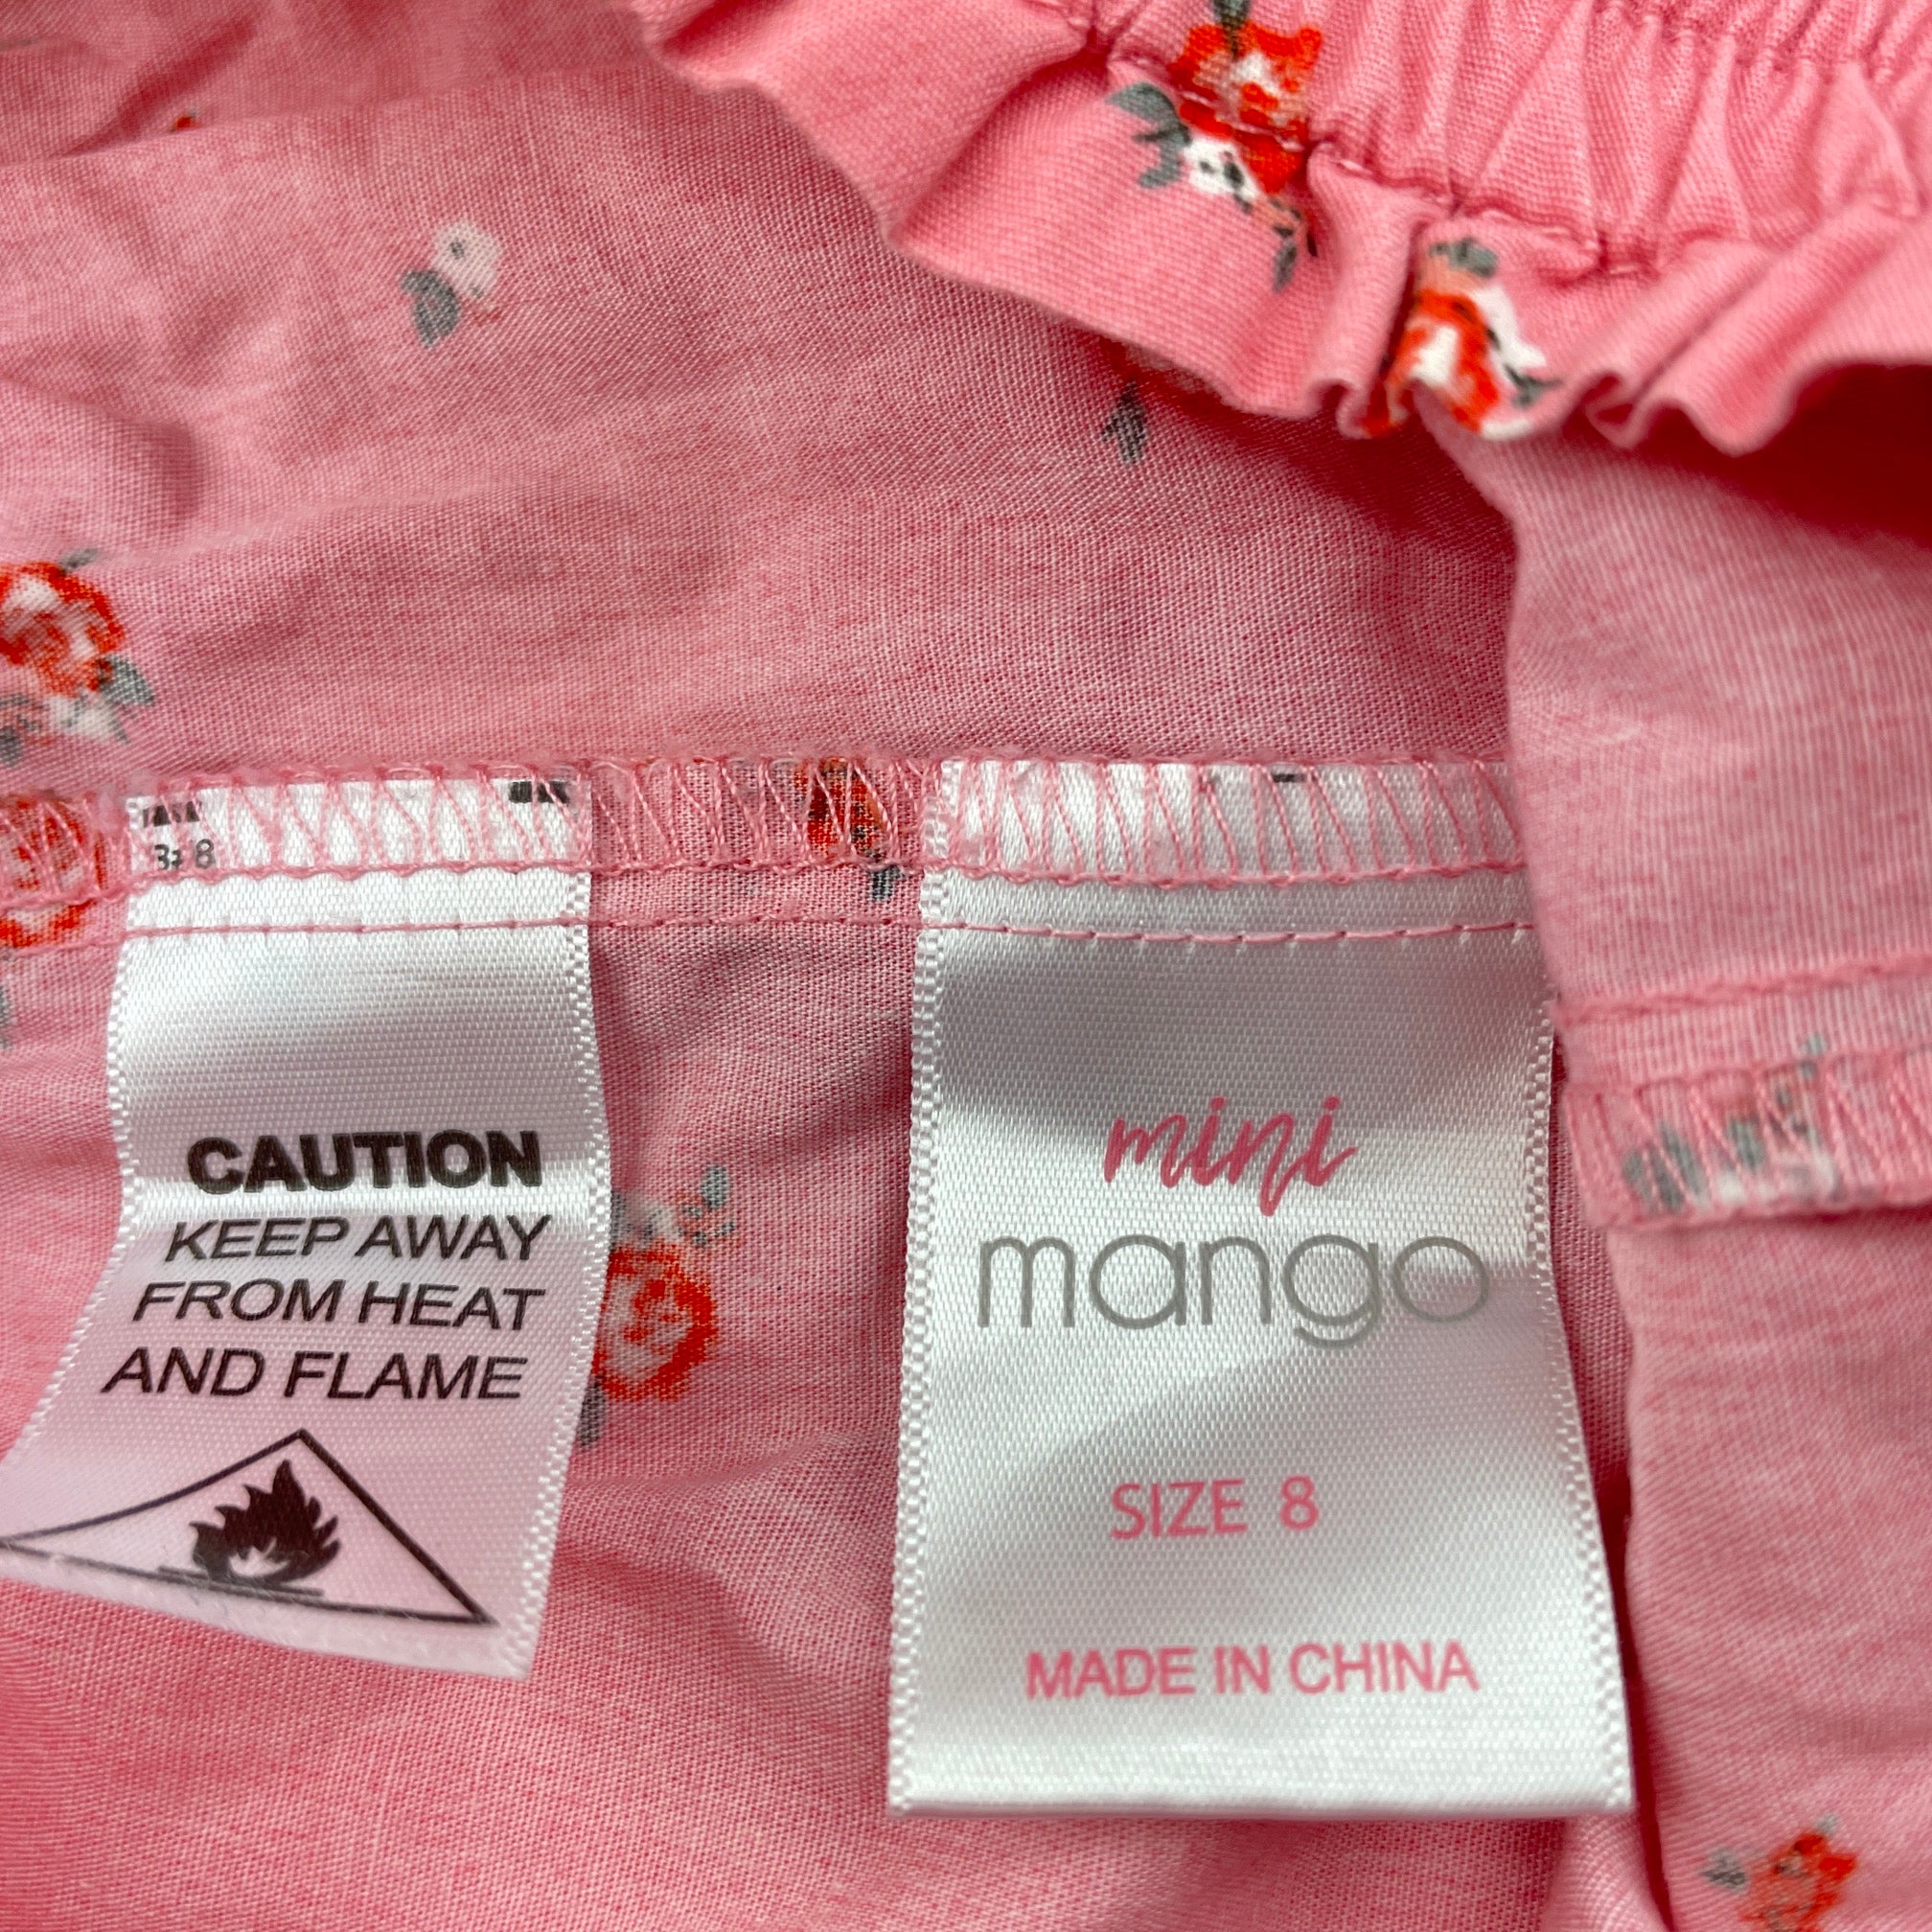 CAUTION
KEEP AWAY
FROM HEAT
AND FLAME
mini
mango
SIZE 8
MADE IN CHINA